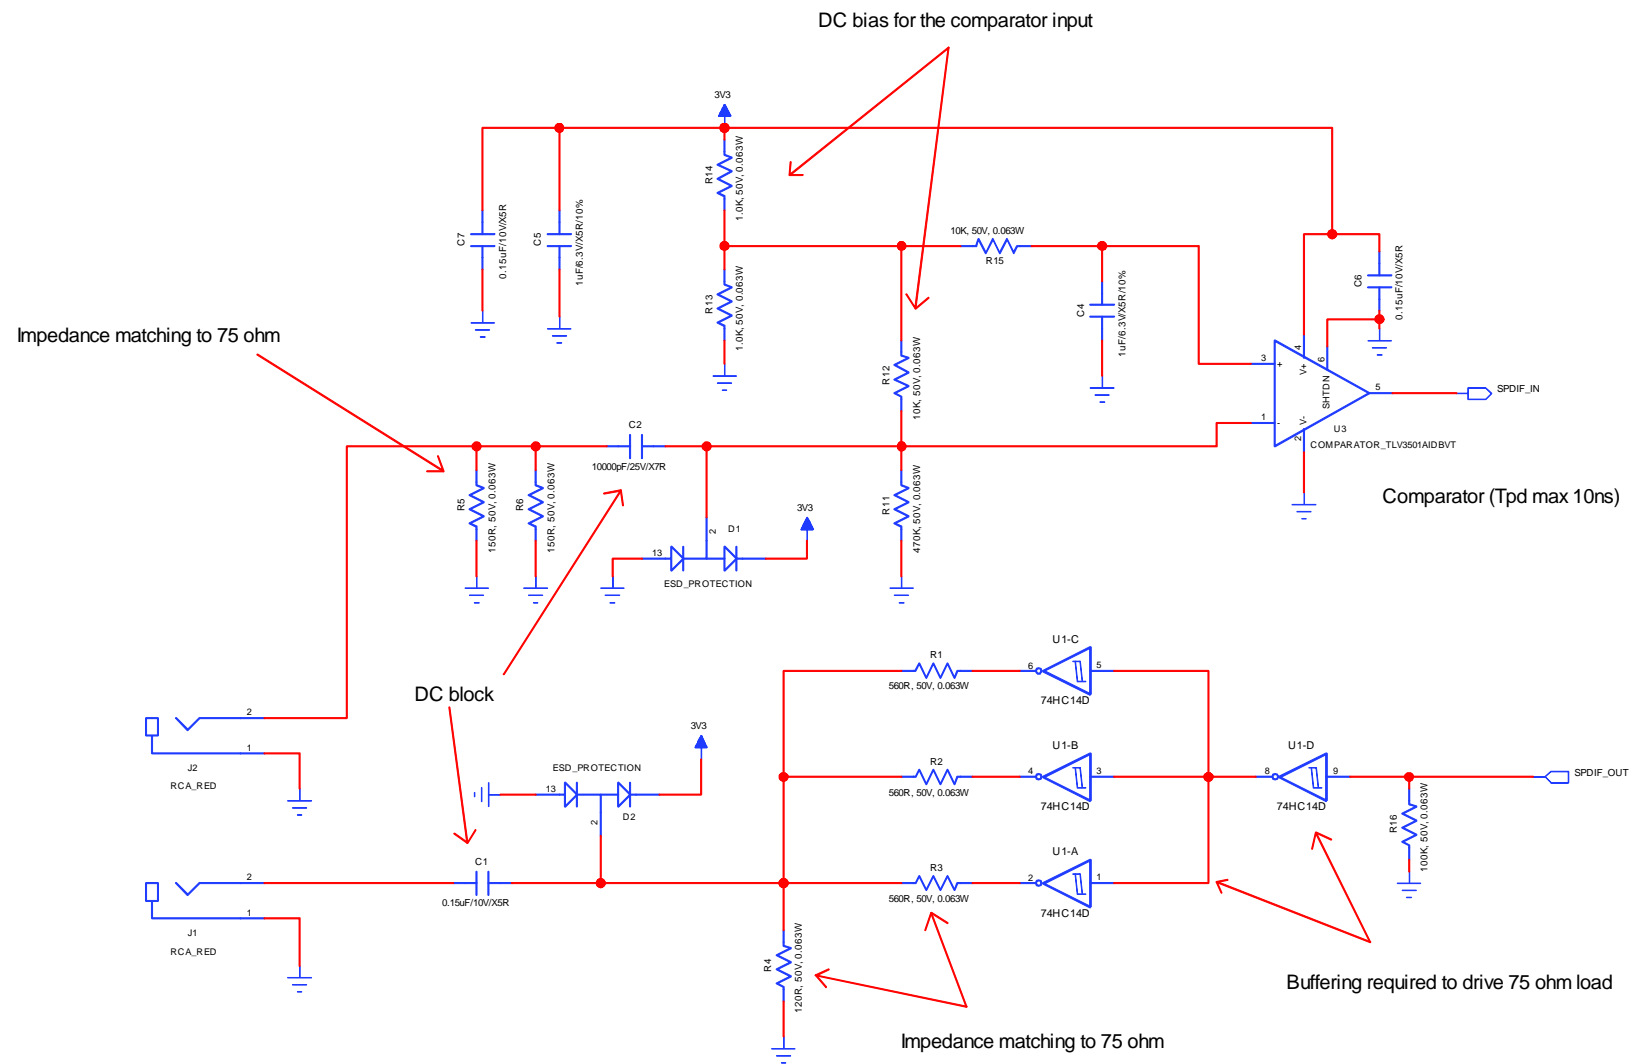 DC bias for the comparator input
3V3
R14
1.0K, 50V, 0.063W
C7
0.15uF/10V/X5R
C5
1uF/6.3V/X5R/10%
10K, 50V, 0.063W
R15
R13
1.0K, 50V, 0.063W
C4
1uF/6.3V/X5R/10%
C6
0.15uF/10V/X5R
Impedance matching to 75 ohm
R12
10K, 50V, 0.063W
3
+
4
V+
6
SHTDN
5
SPDIF_IN
1
-
V-
2
U3
COMPARATOR_TLV3501AIDBVT
C2
10000pF/25V/X7R
R5
150R, 50V, 0.063W
R6
150R, 50V, 0.063W
R11
470K, 50V, 0.063W
Comparator (Tpd max 10ns)
3V3
2
D1
13
ESD_PROTECTION
DC block
U1-C
R1
6
5
560R, 50V, 0.063W
74HC14D
2
1
J2
RCA_RED
3V3
ESD_PROTECTION
13
D2
2
U1-B
R2
4
3
560R, 50V, 0.063W
74HC14D
U1-D
8
9
74HC14D
SPDIF_OUT
R16
100K, 50V, 0.063W
C1
0.15uF/10V/X5R
2
1
J1
RCA_RED
U1-A
R3
2
1
560R, 50V, 0.063W
74HC14D
R4
120R, 50V, 0.063W
Buffering required to drive 75 ohm load
Impedance matching to 75 ohm